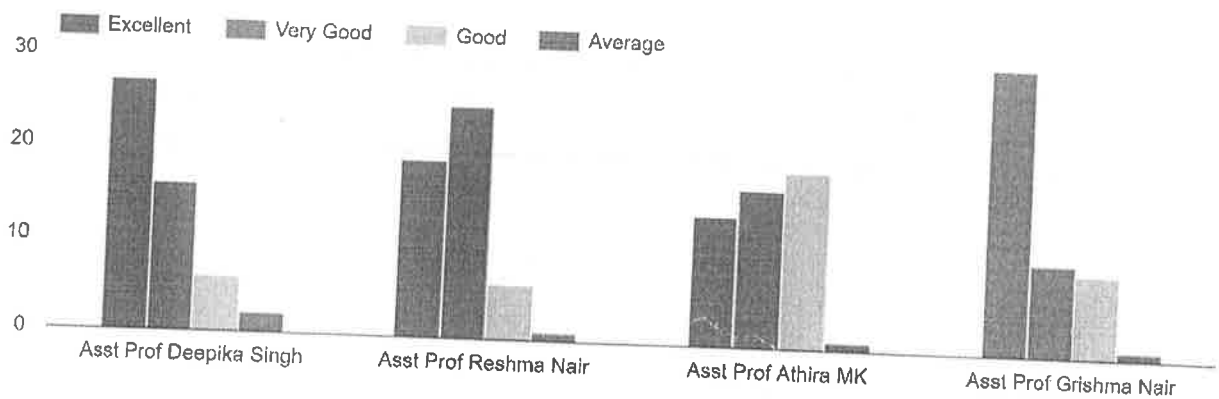 Excellent Very Good Good Average
30
20
10
0
Asst Prof Deepika Singh Asst Prof Reshma Nair Asst Prof Athira MK Asst Prof Grishma Nair